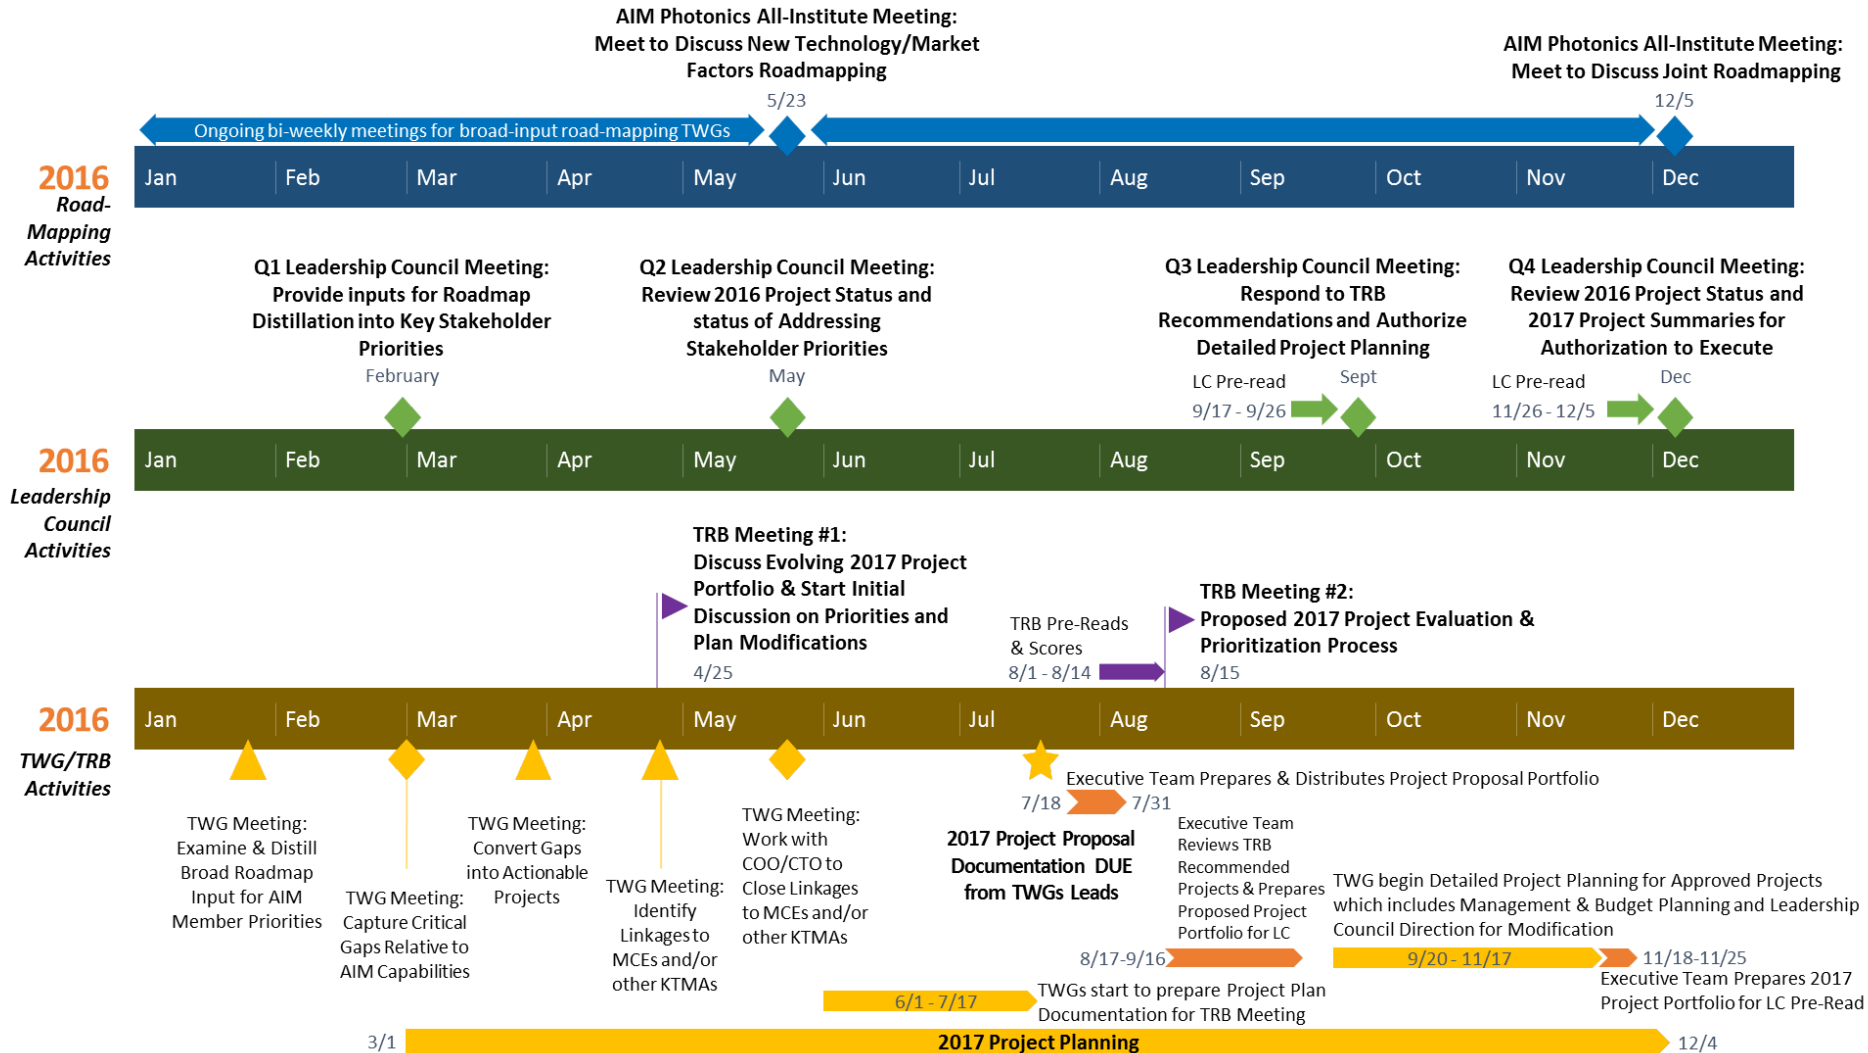 AIM Photonics All-Institute Meeting:
Meet to Discuss New Technology/Market
Factors Roadmapping
5/23
AIM Photonics All-Institute Meeting:
Meet to Discuss Joint Roadmapping
12/5
Ongoing bi-weekly meetings for broad-input road-mapping TWGs
2016
Road-
Mapping
Activities
Jan Feb Mar Apr May Jun Jul Aug Sep Oct Nov Dec
Q1 Leadership Council Meeting:
Provide inputs for Roadmap
Distillation into Key Stakeholder
Priorities
February
Q2 Leadership Council Meeting:
Review 2016 Project Status and
status of Addressing
Stakeholder Priorities
May
Q3 Leadership Council Meeting:
Respond to TRB
Recommendations and Authorize
Detailed Project Planning
Sept
LC Pre-read
9/17 - 9/26
Q4 Leadership Council Meeting:
Review 2016 Project Status and
2017 Project Summaries for
Authorization to Execute
Dec
LC Pre-read
11/26 - 12/5
2016
Leadership
Council
Activities
Jan Feb Mar Apr May Jun Jul Aug Sep Oct Nov Dec
TRB Meeting #1:
Discuss Evolving 2017 Project
Portfolio & Start Initial
Discussion on Priorities and
Plan Modifications
4/25
TRB Pre-Reads
& Scores
8/1 - 8/14
TRB Meeting #2:
Proposed 2017 Project Evaluation &
Prioritization Process
8/15
2016
TWG/TRB
Activities
Jan Feb Mar Apr May Jun Jul Aug Sep Oct Nov Dec
TWG Meeting:
Examine & Distill
Broad Roadmap
Input for AIM
Member Priorities
TWG Meeting:
Capture Critical
Gaps Relative to
AIM Capabilities
TWG Meeting:
Convert Gaps
into Actionable
Projects
TWG Meeting:
Identify
Linkages to
MCEs and/or
other KTMAs
TWG Meeting:
Work with
COO/CTO to
Close Linkages
to MCEs and/or
other KTMAs
Executive Team Prepares & Distributes Project Proposal Portfolio
7/18
7/31
2017 Project Proposal
Documentation DUE
from TWGs Leads
Executive Team
Reviews TRB
Recommended
Projects & Prepares
Proposed Project
Portfolio for LC
8/17-9/16
TWG begin Detailed Project Planning for Approved Projects
which includes Management & Budget Planning and Leadership
Council Direction for Modification
9/20 - 11/17
11/18-11/25
Executive Team Prepares 2017
Project Portfolio for LC Pre-Read
6/1 - 7/17
TWGs start to prepare Project Plan
Documentation for TRB Meeting
3/1
2017 Project Planning
12/4